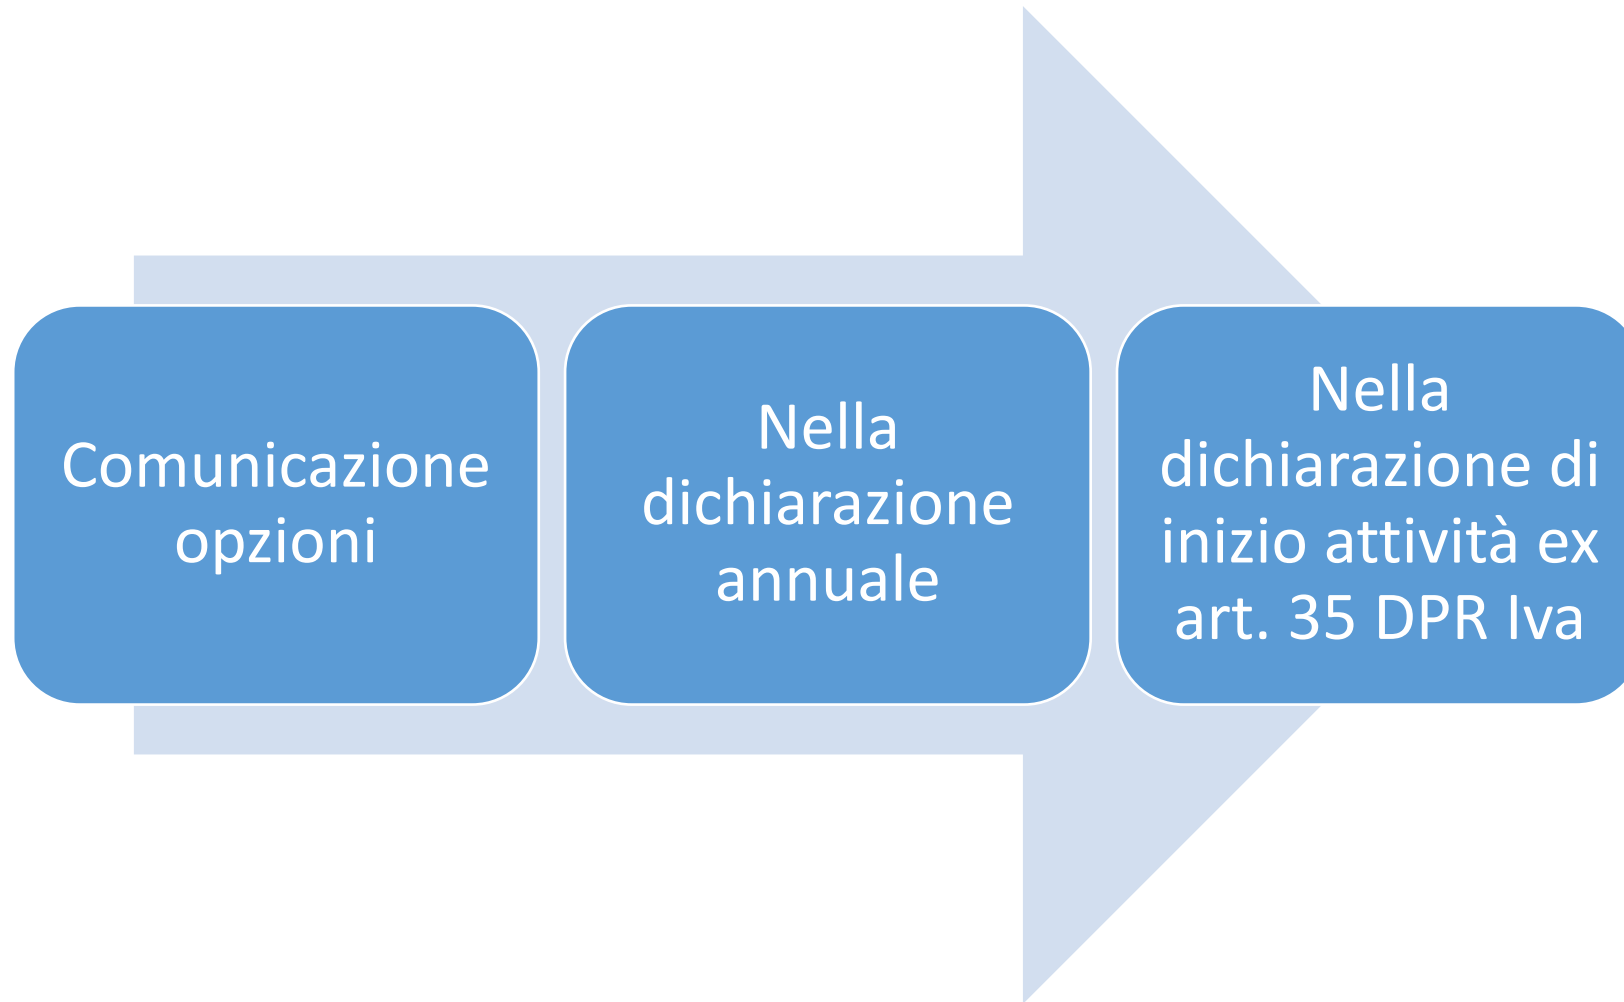 Comunicazione
opzioni
Nella
dichiarazione
annuale
Nella
dichiarazione di
inizio attività ex
art. 35 DPR Iva